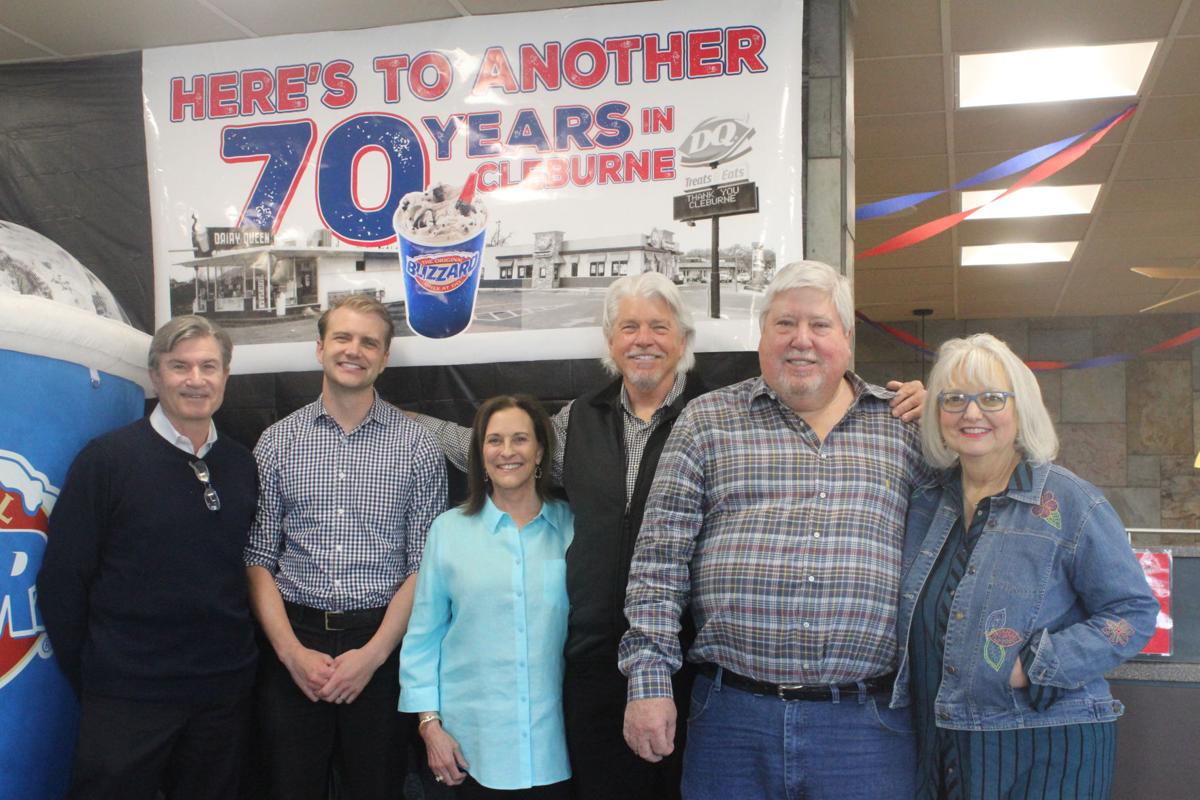 HERE'S TO ANOTHER
70 YEARS IN
CLEBURNE
DQ
Treats & Eats
THANK YOU
CLEBURNE
DAIRY QUEEN
THE ORIGINAL
BLIZZARD